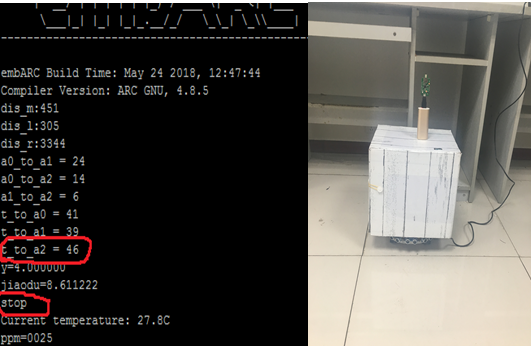 embARC Build Time: May 24 2018, 12:47:44
Compiler Version: ARC GNU, 4.8.5
dis_m:451
dis_l:305
dis_r:3344
a0_to_a1 = 24
a0_to_a2 = 14
a1_to_a2 = 6
t_to_a0 = 41
t_to_a1 = 39
t_to_a2 = 46
y=4.000000
jiaodu=8.611222
stop
Current temperature: 27.8C
ppm=0025